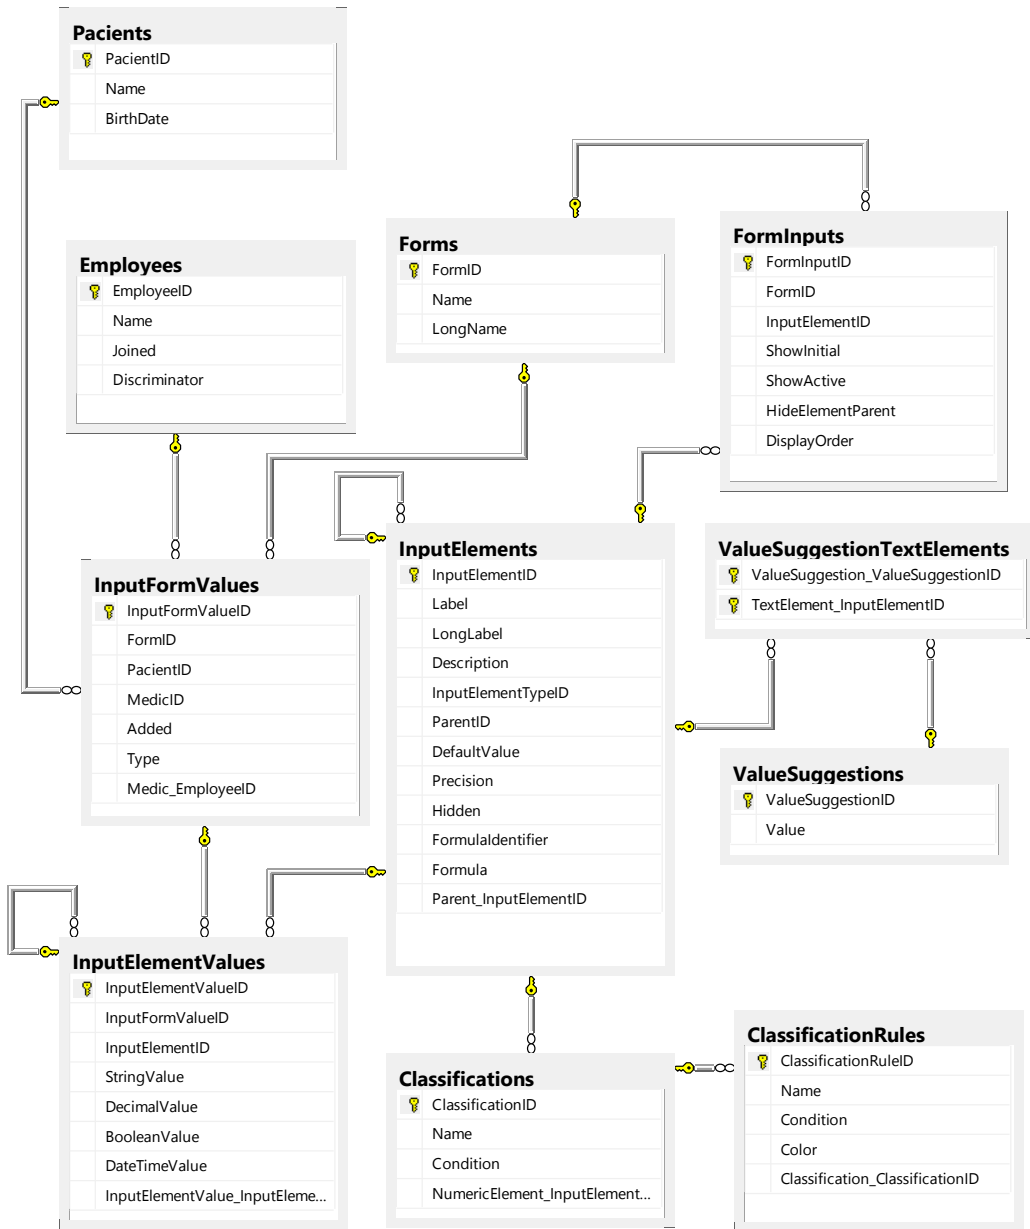 Pacients
PacientID
Name
BirthDate
Employees
EmployeeID
Name
Joined
Discriminator
Forms
FormID
Name
LongName
FormInputs
FormInputID
FormID
InputElementID
ShowInitial
ShowActive
HideElementParent
DisplayOrder
InputFormValues
InputFormValueID
FormID
PacientID
MedicID
Added
Type
Medic_EmployeeID
InputElements
InputElementID
Label
LongLabel
Description
InputElementTypeID
ParentID
DefaultValue
Precision
Hidden
FormulaIdentifier
Formula
Parent_InputElementID
ValueSuggestionTextElements
ValueSuggestion_ValueSuggestionID
TextElement_InputElementID
ValueSuggestions
ValueSuggestionID
Value
InputElementValues
InputElementValueID
InputFormValueID
InputElementID
StringValue
DecimalValue
BooleanValue
DateTimeValue
InputElementValue_InputEleme...
Classifications
ClassificationID
Name
Condition
NumericElement_InputElement...
ClassificationRules
ClassificationRuleID
Name
Condition
Color
Classification_ClassificationID